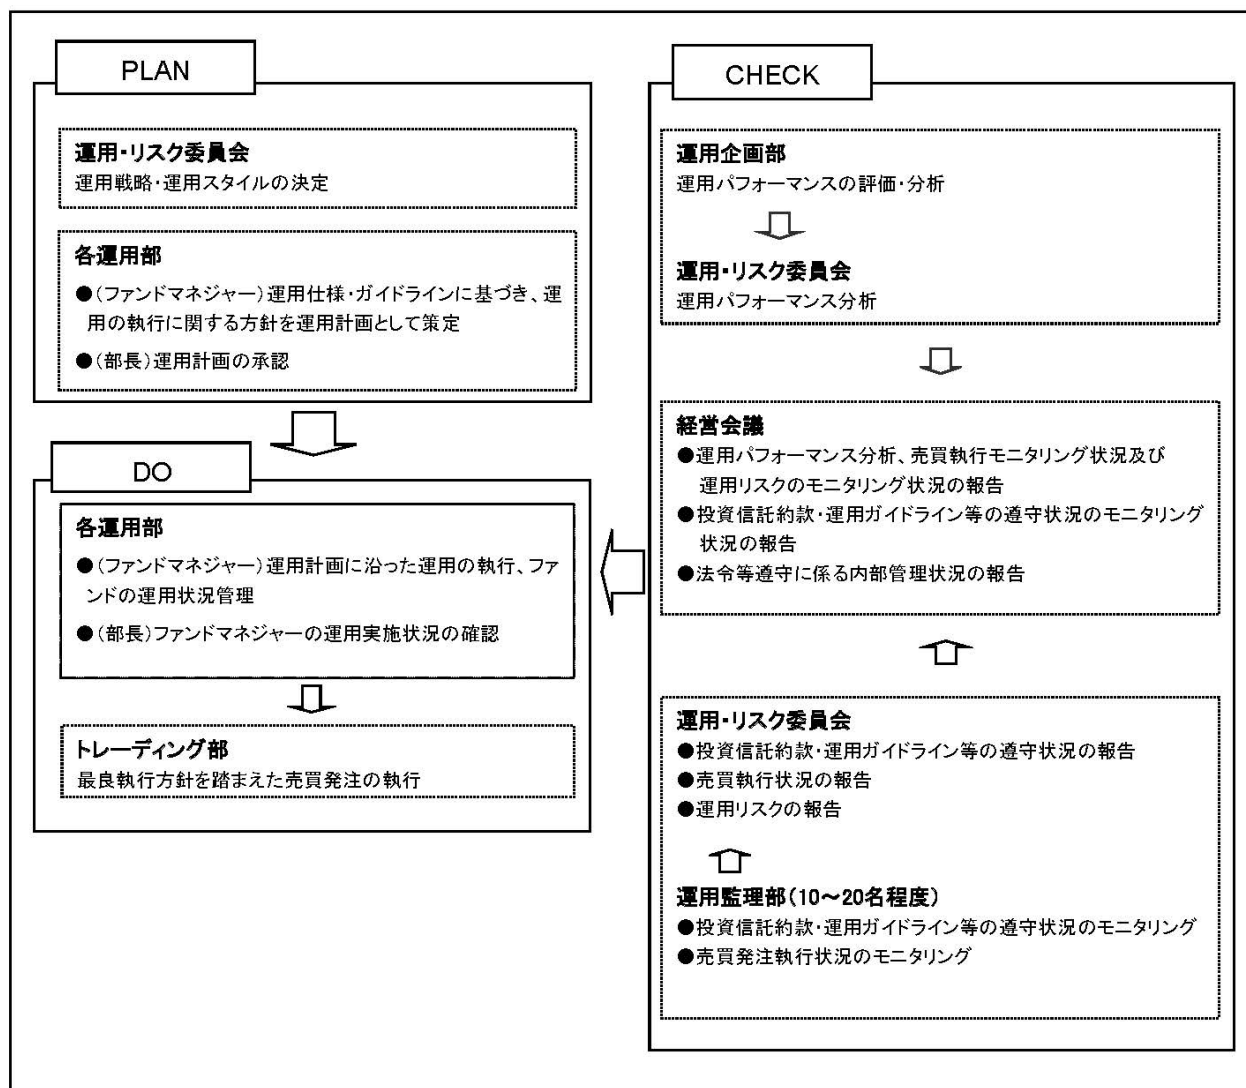 PLAN
運用・リスク委員会
運用戦略・運用スタイルの決定
各運用部
●(ファンドマネジャー)運用仕様・ガイドラインに基づき、運
用の執行に関する方針を運用計画として策定
●(部長)運用計画の承認
DO
各運用部
●(ファンドマネジャー)運用計画に沿った運用の執行、ファ
ンドの運用状況管理
●(部長)ファンドマネジャーの運用実施状況の確認
トレーディング部
最良執行方針を踏まえた売買発注の執行
CHECK
運用企画部
運用パフォーマンスの評価・分析
運用・リスク委員会
運用パフォーマンス分析
経営会議
●運用パフォーマンス分析、売買執行モニタリング状況及び
運用リスクのモニタリング状況の報告
●投資信託約款・運用ガイドライン等の遵守状況のモニタリング
状況の報告
●法令等遵守に係る内部管理状況の報告
運用・リスク委員会
●投資信託約款・運用ガイドライン等の遵守状況の報告
●売買執行状況の報告
●運用リスクの報告
運用監理部(10~20名程度)
●投資信託約款・運用ガイドライン等の遵守状況のモニタリング
●売買発注執行状況のモニタリング